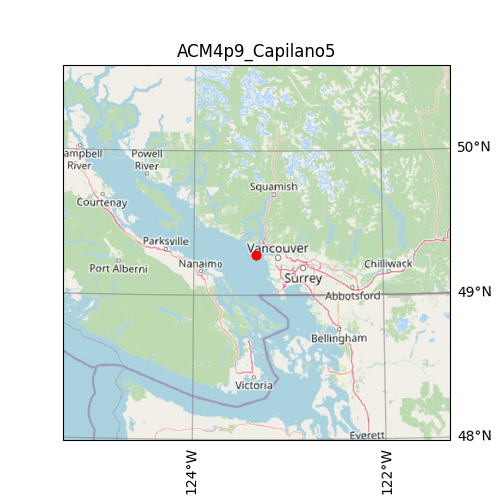 ACM4p9_Capilano5
50°N
ampbell
River
Powell
River
Squamish
Courtenay
Vancouver
Parksville
Nanaimo
Port Alberni
Surrey
Chilliwack
Abbotsford
49°N
Bellingham
Victoria
Everett
48°N
124°W
122°W